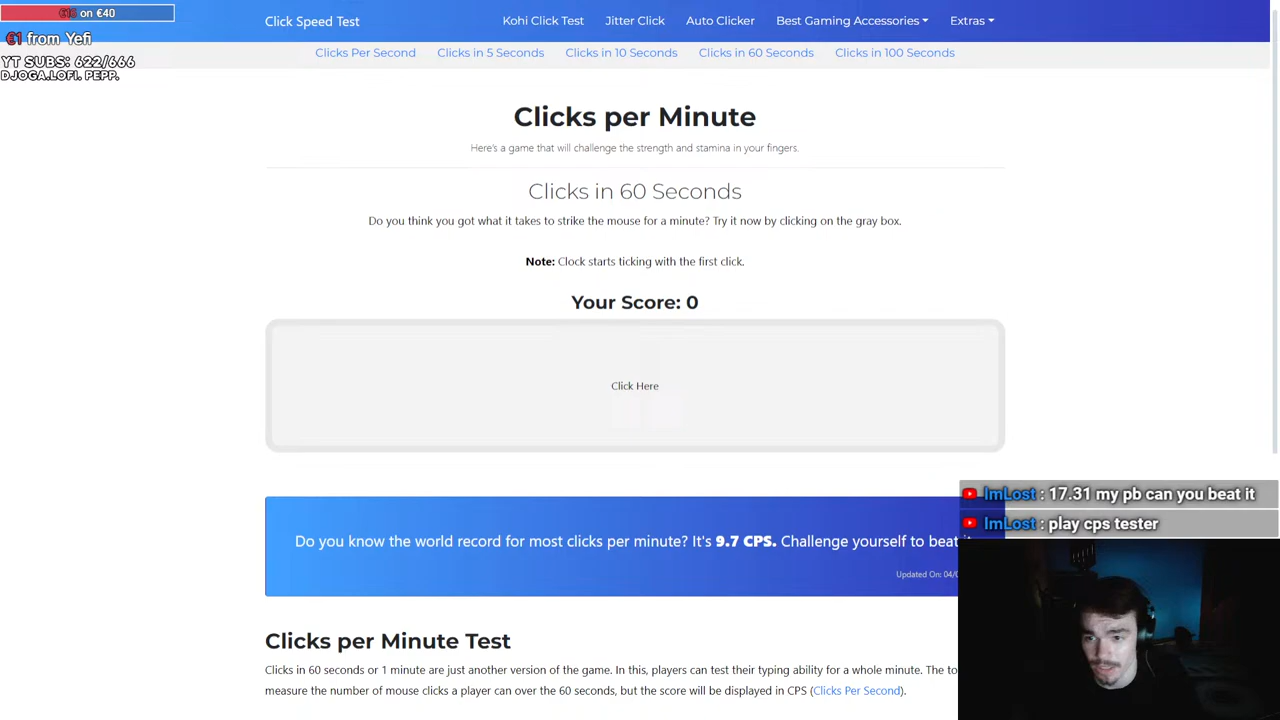 €16 on €40
€1 from Yefi
YT SUBS: 622/666
DJOGA.LOFI. PEPP.
Click Speed Test
Kohi Click Test
Jitter Click
Auto Clicker
Best Gaming Accessories
Extras
Clicks Per Second
Clicks in 5 Seconds
Clicks in 10 Seconds
Clicks in 60 Seconds
Clicks in 100 Seconds
Clicks per Minute
Here's a game that will challenge the strength and stamina in your fingers.
Clicks in 60 Seconds
Do you think you got what it takes to strike the mouse for a minute? Try it now by clicking on the gray box.
Note: Clock starts ticking with the first click.
Your Score: 0
Click Here
ImLost : 17.31 my pb can you beat it
ImLost : play cps tester
Do you know the world record for most clicks per minute? It's 9.7 CPS. Challenge yourself to beat it
Updated On: 04/0
Clicks per Minute Test
Clicks in 60 seconds or 1 minute are just another version of the game. In this, players can test their typing ability for a whole minute. The to
measure the number of mouse clicks a player can over the 60 seconds, but the score will be displayed in CPS (Clicks Per Second).